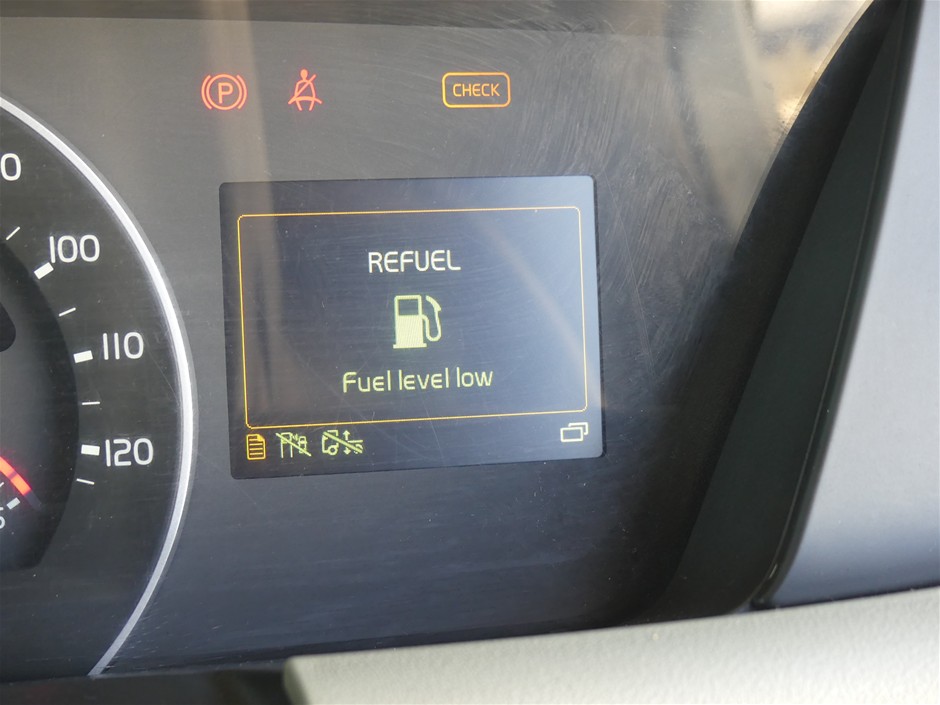 P
CHECK
100
110
120
REFUEL
Fuel level low